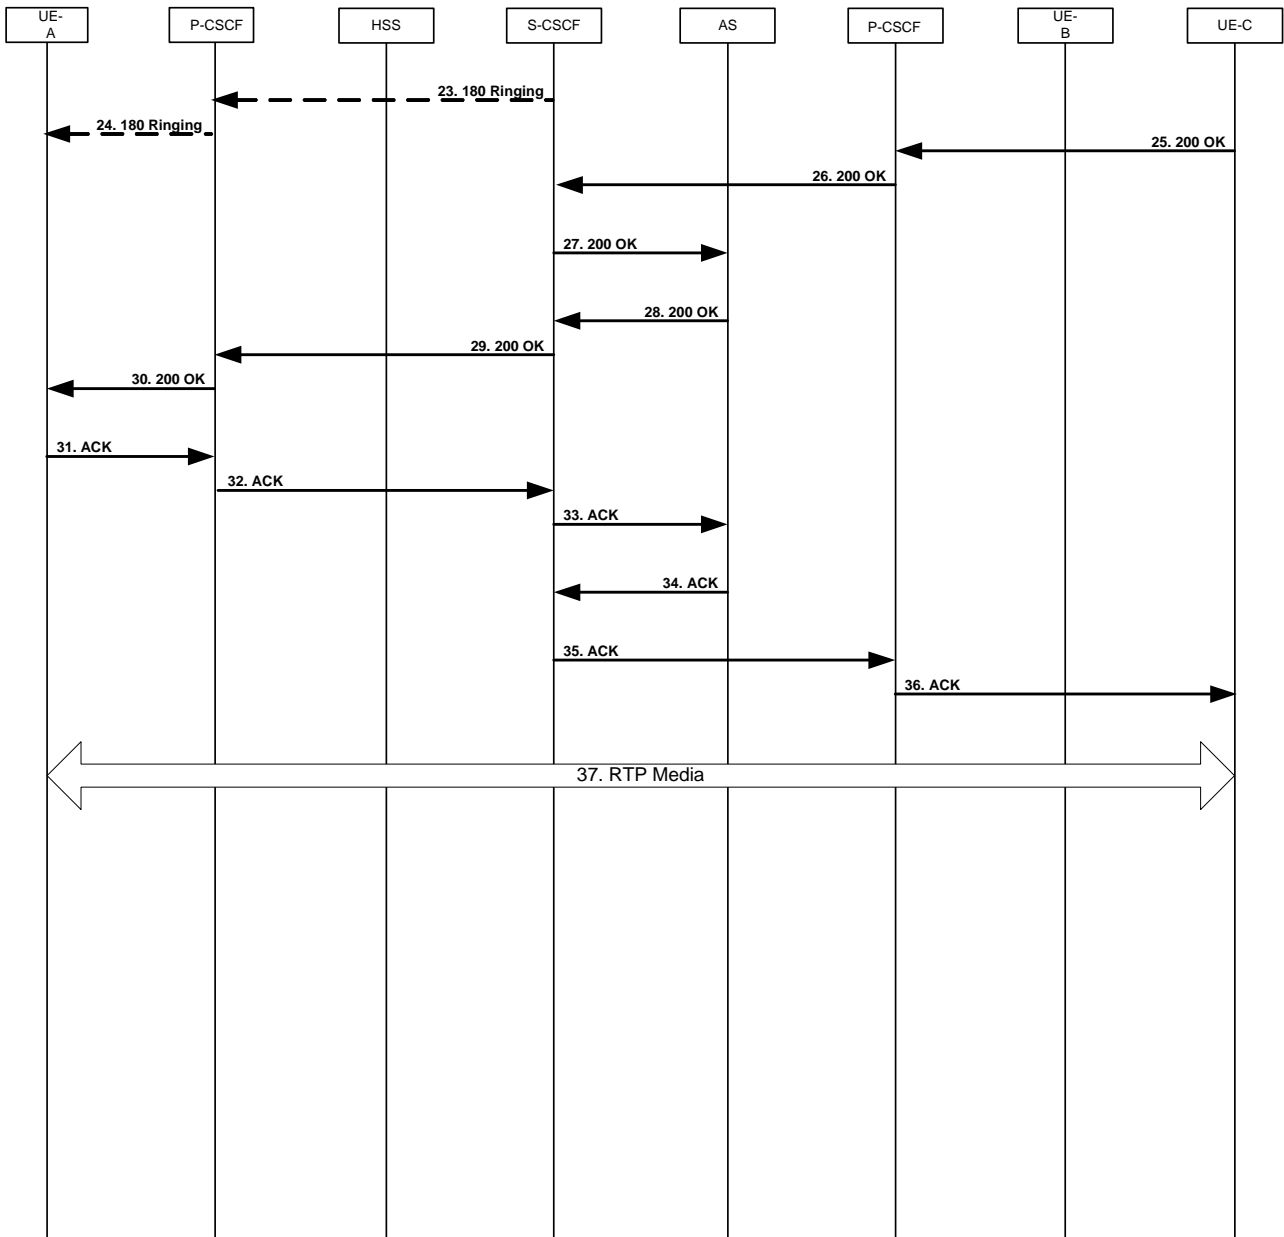 UE-
A
P-CSCF
HSS
S-CSCF
AS
P-CSCF
UE-
B
UE-C
23. 180 Ringing
24. 180 Ringing
25. 200 OK
26. 200 OK
27. 200 OK
28. 200 OK
29. 200 OK
30. 200 OK
31. ACK
32. ACK
33. ACK
34. ACK
35. ACK
36. ACK
37. RTP Media